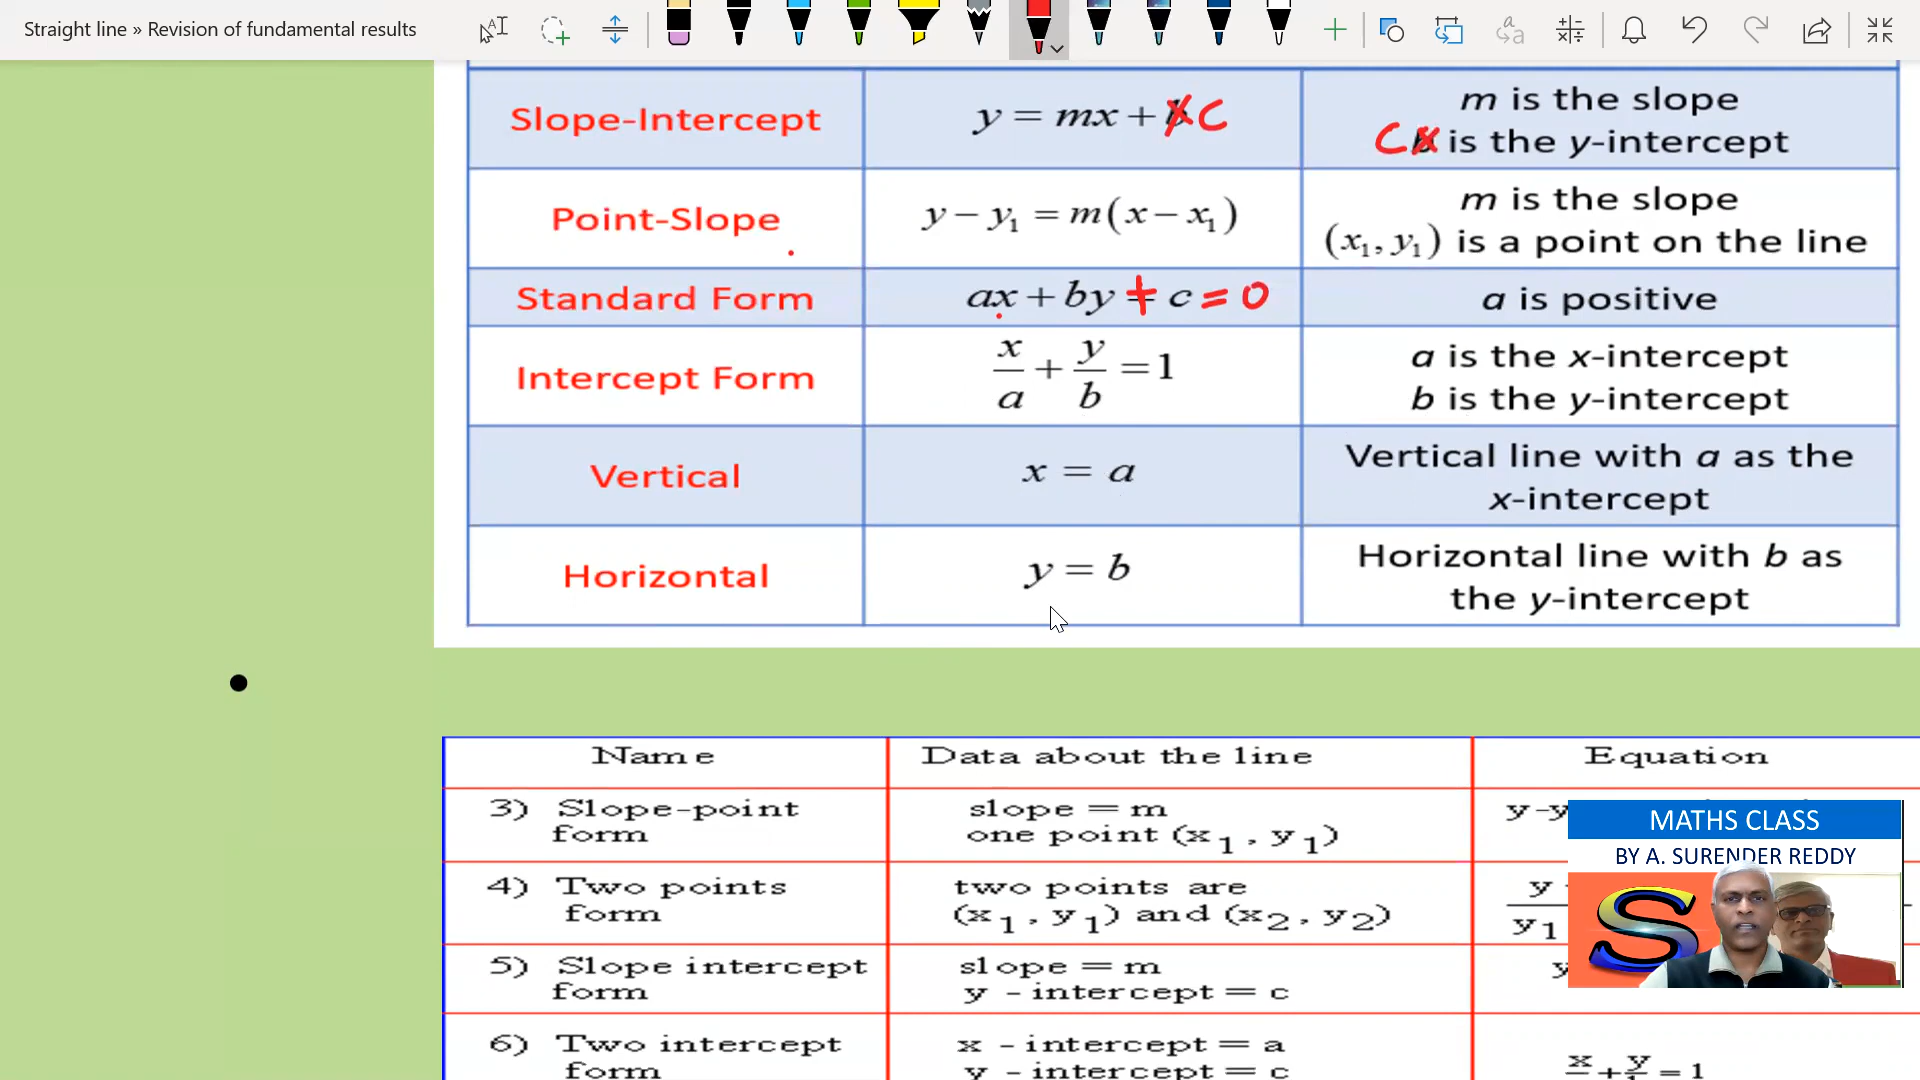 Straight line » Revision of fundamental results
Slope-Intercept
y = mx + b C
m is the slope
C b is the y-intercept
Point-Slope
y − y₁ = m(x − x₁)
m is the slope
(x₁, y₁) is a point on the line
Standard Form
ax + by + c = 0
a is positive
Intercept Form
x/a + y/b = 1
a is the x-intercept
b is the y-intercept
Vertical
x = a
Vertical line with a as the
x-intercept
Horizontal
y = b
Horizontal line with b as
the y-intercept
Name
Data about the line
Equation
3) Slope-point
form
slope = m
one point (x₁, y₁)
y-y
4) Two points
form
two points are
(x₁, y₁) and (x₂, y₂)
y
y₁
5) Slope intercept
form
slope = m
y - intercept = c
y
6) Two intercept
form
x - intercept = a
y - intercept = c
MATHS CLASS
BY A. SURENDER REDDY
S